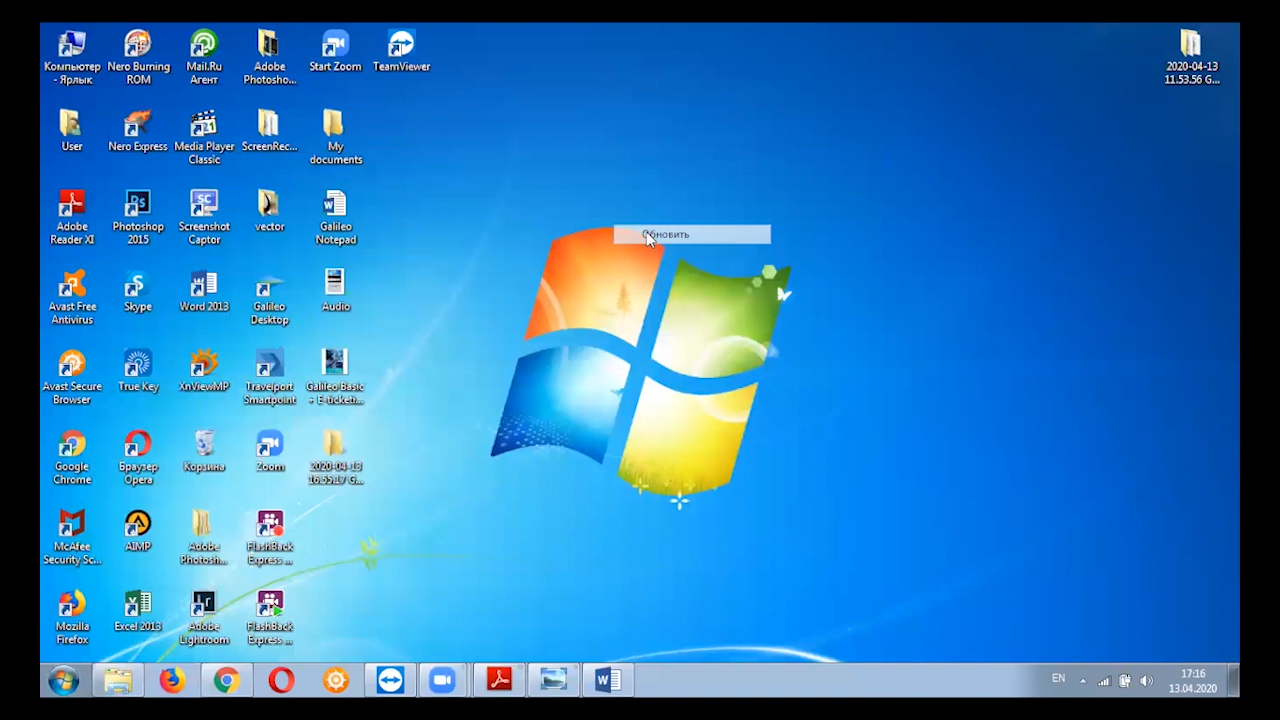 Компьютер
- Ярлык
Nero Burning
ROM
Mail.Ru
Агент
Adobe
Photosho...
Start Zoom
TeamViewer
2020-04-13
11.53.56 G...
User
Nero Express
Media Player
Classic
ScreenRec...
My
documents
Adobe
Reader XI
Photoshop
2015
Screenshot
Captor
vector
Galileo
Notepad
Обновить
Avast Free
Antivirus
Skype
Word 2013
Galileo
Desktop
Audio
Avast Secure
Browser
True Key
XnViewMP
Travelport
Smartpoint
Galileo Basic
+ E-ticketi...
Google
Chrome
Браузер
Opera
Корзина
Zoom
2020-04-13
16.55.17 G...
McAfee
Security Sc...
AIMP
Adobe
Photosh...
FlashBack
Express ...
Mozilla
Firefox
Excel 2013
Adobe
Lightroom
FlashBack
Express ...
EN
17:16
13.04.2020